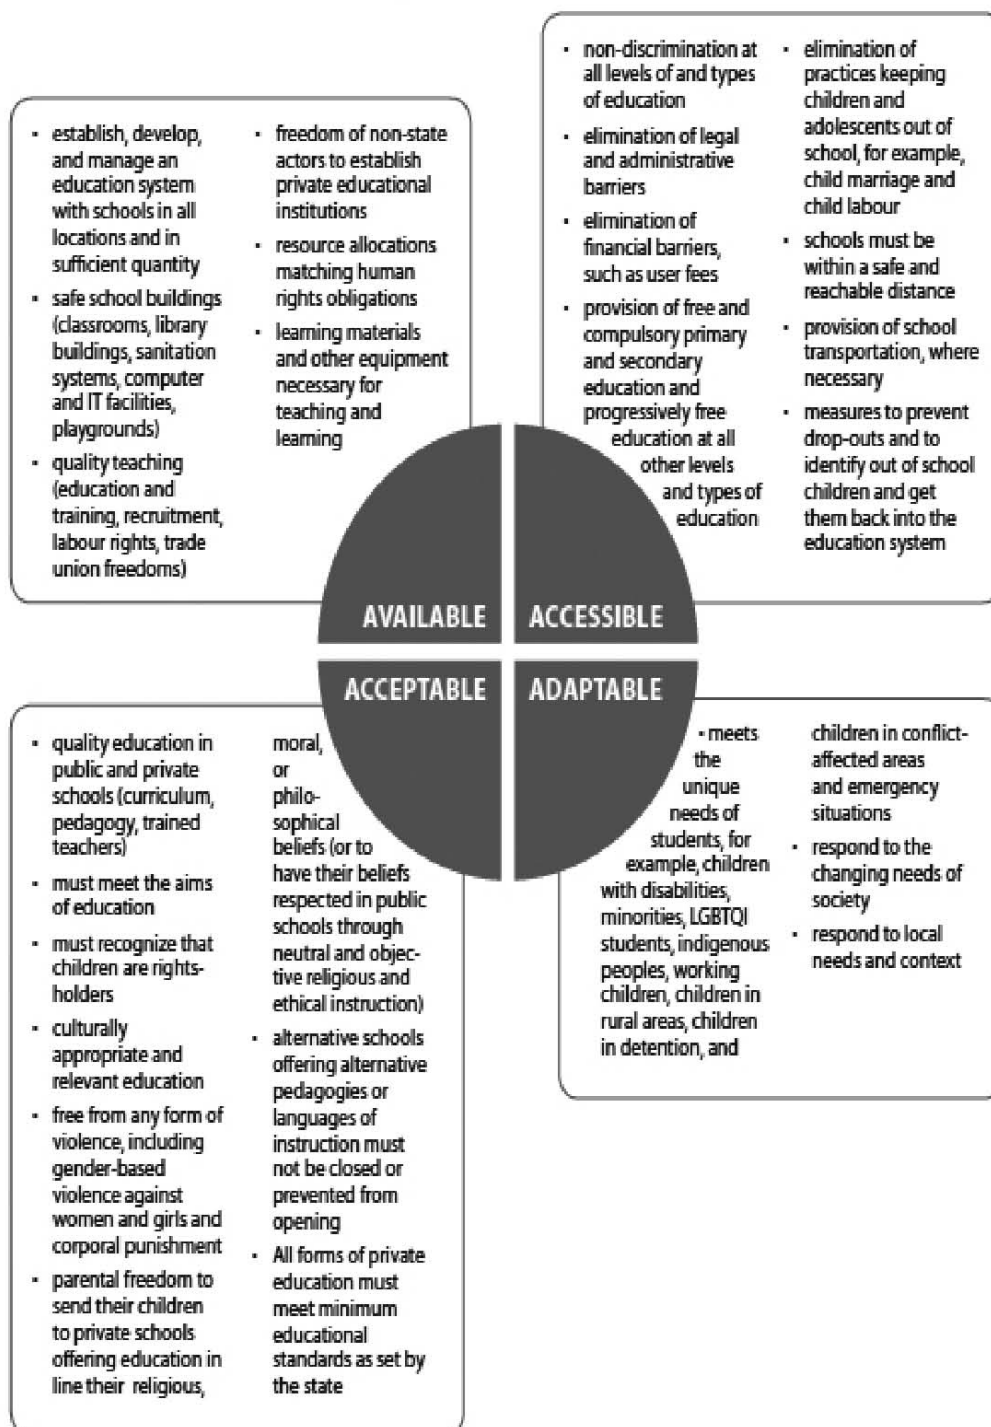 ▪ establish, develop,
and manage an
education system
with schools in all
locations and in
sufficient quantity
▪ safe school buildings
(classrooms, library
buildings, sanitation
systems, computer
and IT facilities,
playgrounds)
▪ quality teaching
(education and
training, recruitment,
labour rights, trade
union freedoms)
▪ freedom of non-state
actors to establish
private educational
institutions
▪ resource allocations
matching human
rights obligations
▪ learning materials
and other equipment
necessary for
teaching and
learning
AVAILABLE
▪ non-discrimination at
all levels of and types
of education
▪ elimination of legal
and administrative
barriers
▪ elimination of
financial barriers,
such as user fees
▪ provision of free and
compulsory primary
and secondary
education and
progressively free
education at all
other levels
and types of
education
▪ elimination of
practices keeping
children and
adolescents out of
school, for example,
child marriage and
child labour
▪ schools must be
within a safe and
reachable distance
▪ provision of school
transportation, where
necessary
▪ measures to prevent
drop-outs and to
identify out of school
children and get
them back into the
education system
ACCESSIBLE
ACCEPTABLE
▪ quality education in
public and private
schools (curriculum,
pedagogy, trained
teachers)
▪ must meet the aims
of education
▪ must recognize that
children are rights-
holders
▪ culturally
appropriate and
relevant education
▪ free from any form of
violence, including
gender-based
violence against
women and girls and
corporal punishment
▪ parental freedom to
send their children
to private schools
offering education in
line their religious,
moral,
or
philo-
sophical
beliefs (or to
have their beliefs
respected in public
schools through
neutral and objec-
tive religious and
ethical instruction)
▪ alternative schools
offering alternative
pedagogies or
languages of
instruction must
not be closed or
prevented from
opening
▪ All forms of private
education must
meet minimum
educational
standards as set by
the state
ADAPTABLE
▪ meets
the
unique
needs of
students, for
example, children
with disabilities,
minorities, LGBTQI
students, indigenous
peoples, working
children, children in
rural areas, children
in detention, and
children in conflict-
affected areas
and emergency
situations
▪ respond to the
changing needs of
society
▪ respond to local
needs and context